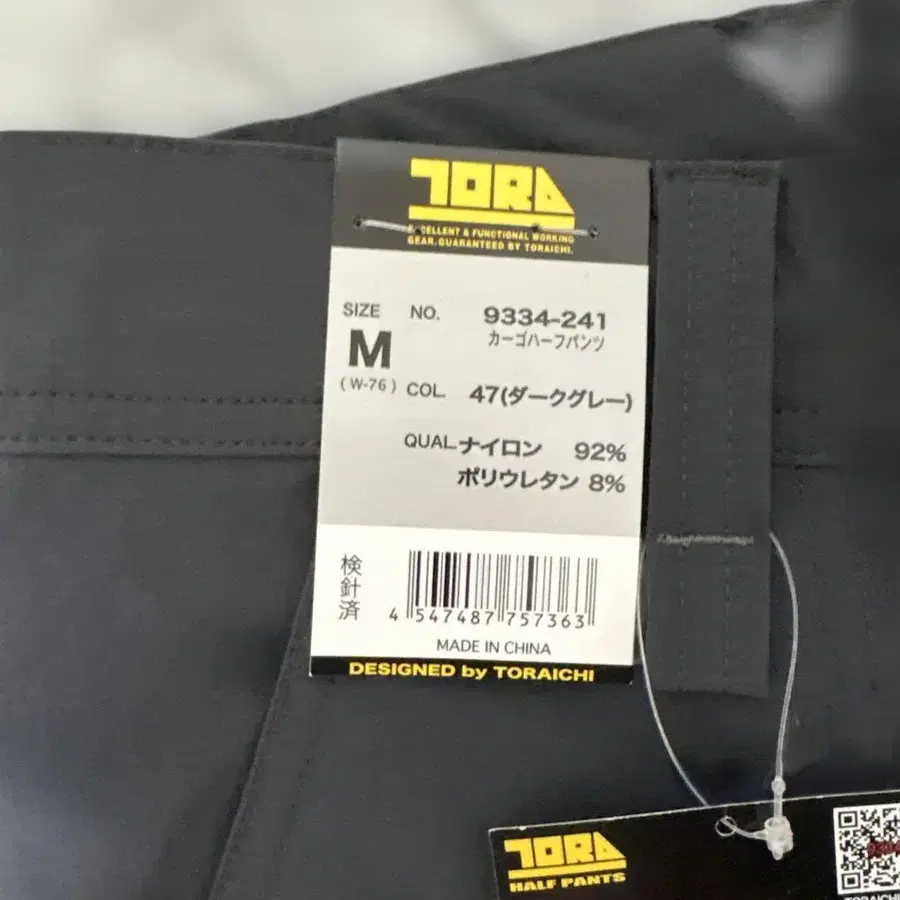 TORA
EXCELLENT & FUNCTIONAL WORKING
GEAR. GUARANTEED BY TORAICHI.
SIZE NO. 9334-241
M カーゴハーフパンツ
(W-76) COL. 47(ダークグレー)
QUAL. ナイロン 92%
ポリウレタン 8%
検針済
4 547487 757363
MADE IN CHINA
DESIGNED by TORAICHI
TORA
HALF PANTS